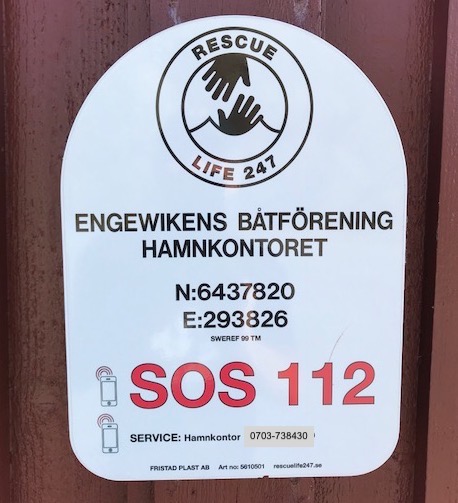 RESCUE
LIFE 247
ENGEWIKENS BÅTFÖRENING
HAMNKONTORET
N:6437820
E:293826
SWEREF 99 TM
SOS 112
SERVICE: Hamnkontor 0703-738430
FRISTAD PLAST AB Art no: 5610501 rescuelife247.se